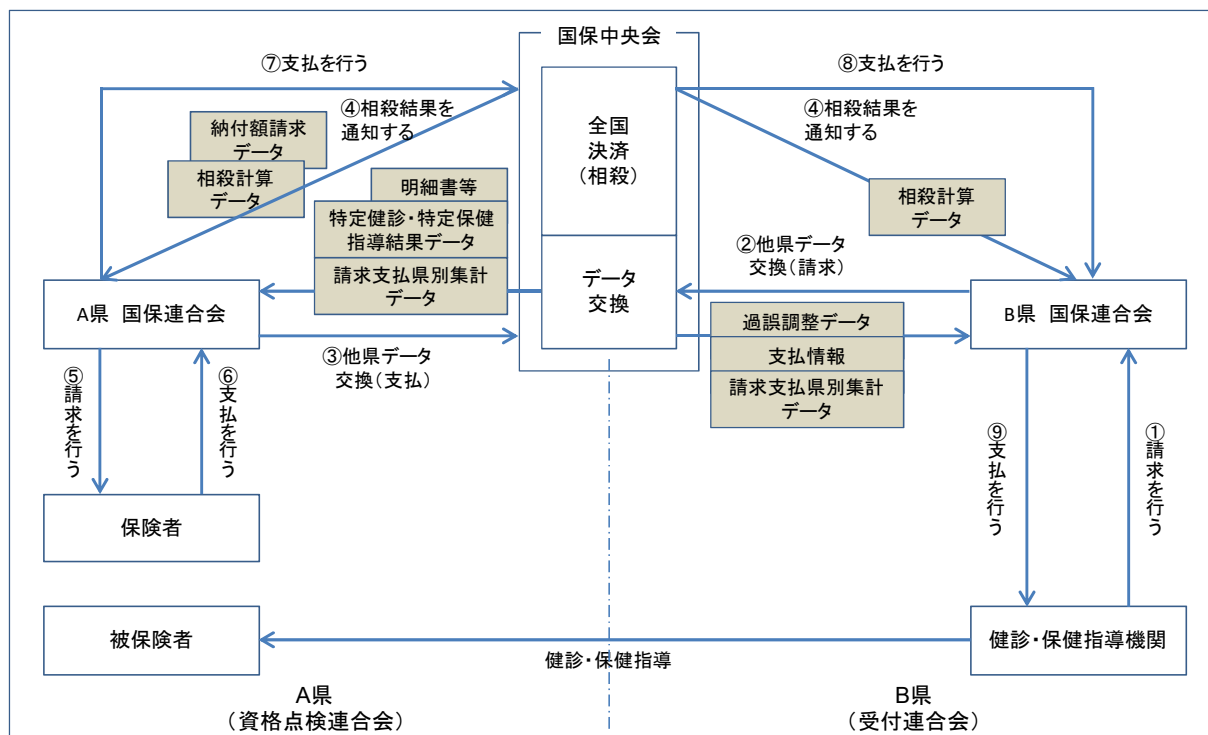 国保中央会
⑦支払を行う
⑧支払を行う
④相殺結果を
通知する
④相殺結果を
通知する
納付額請求
データ
相殺計算
データ
全国
決済
(相殺)
明細書等
特定健診・特定保健
指導結果データ
請求支払県別集計
データ
相殺計算
データ
②他県データ
交換(請求)
データ
交換
A県 国保連合会
B県 国保連合会
過誤調整データ
支払情報
請求支払県別集計
データ
③他県データ
交換(支払)
⑤請求を行う
⑥支払を行う
⑨支払を行う
①請求を行う
保険者
被保険者
健診・保健指導機関
健診・保健指導
A県
(資格点検連合会)
B県
(受付連合会)